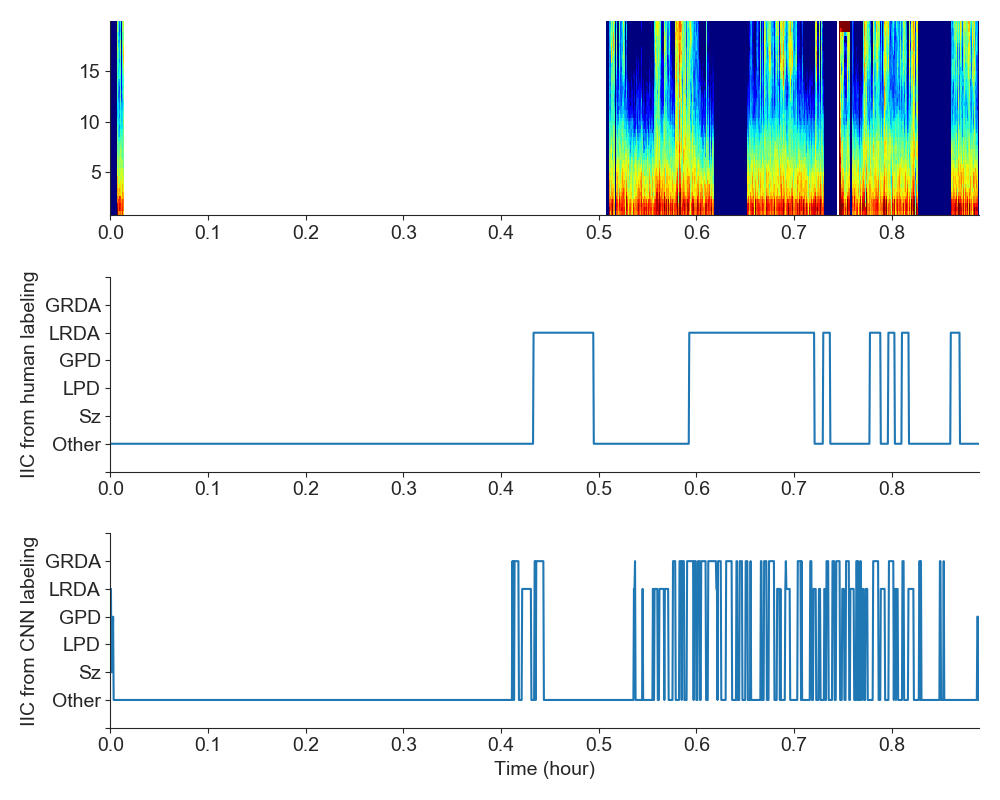 15
10
5
0.0 0.1 0.2 0.3 0.4 0.5 0.6 0.7 0.8
IIC from human labeling
GRDA
LRDA
GPD
LPD
Sz
Other
0.0 0.1 0.2 0.3 0.4 0.5 0.6 0.7 0.8
IIC from CNN labeling
GRDA
LRDA
GPD
LPD
Sz
Other
0.0 0.1 0.2 0.3 0.4 0.5 0.6 0.7 0.8
Time (hour)